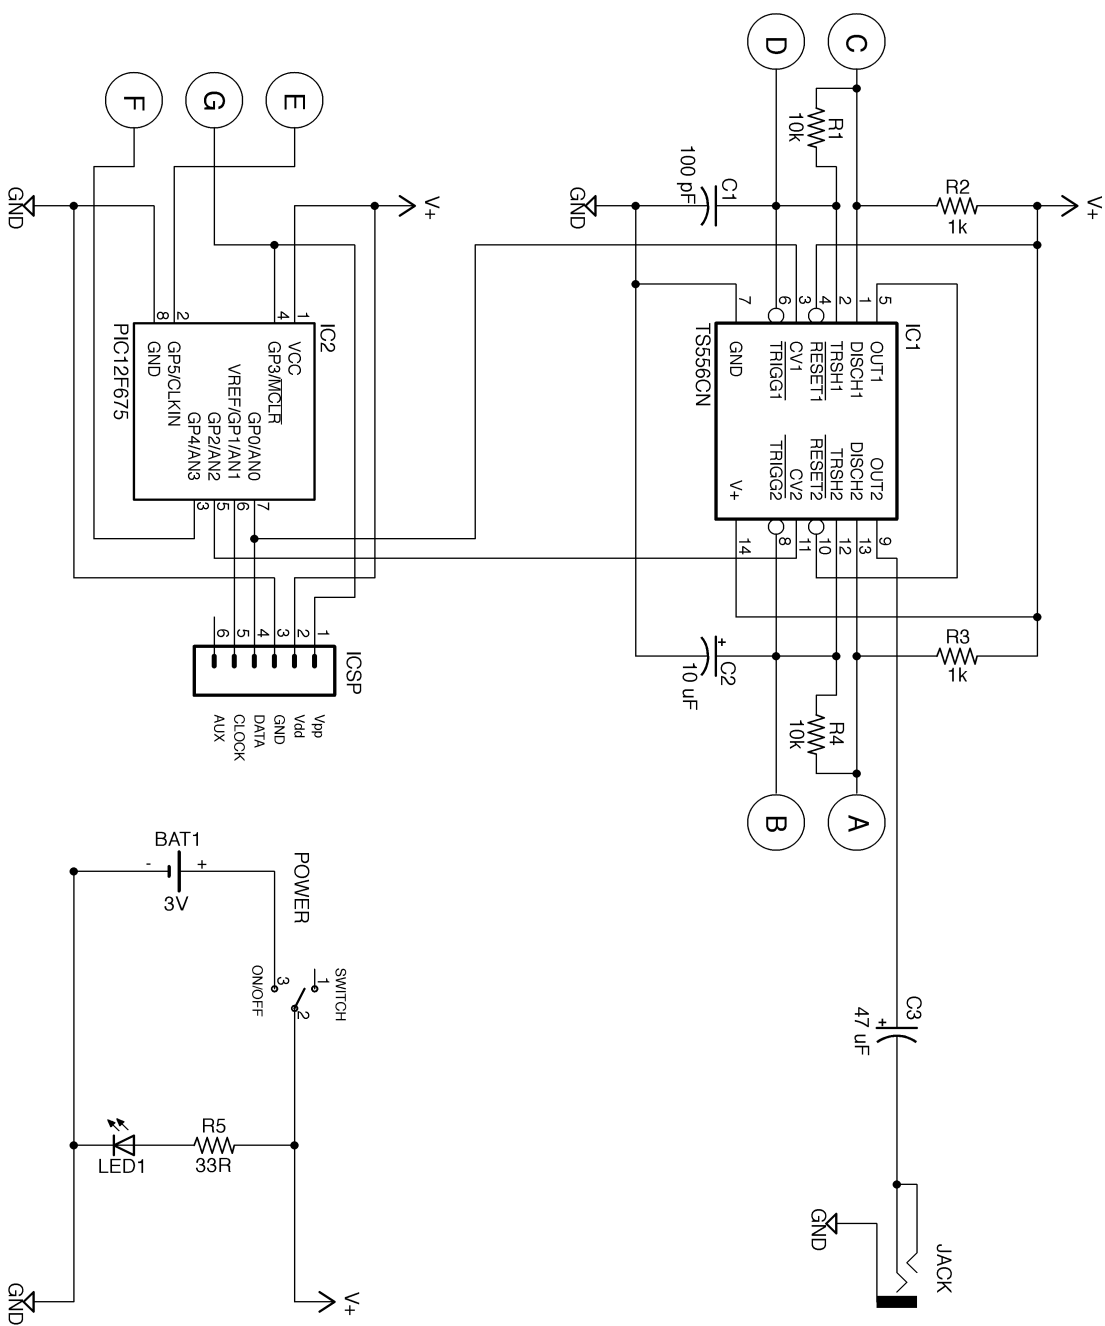 D
C
R1
10k
F
G
E
GND
V+
GND
100 pF
C1
R2
1k
V+
8
2
4
1
IC2
PIC12F675
GND
GP5/CLKIN
GP3/MCLR
VCC
GP4/AN3
GP2/AN2
VREF/GP1/AN1
GP0/AN0
3
5
6
7
7
6
3
4
2
1
5
IC1
TS556CN
GND
TRIGG1
CV1
RESET1
TRSH1
DISCH1
OUT1
V+
TRIGG2
CV2
RESET2
TRSH2
DISCH2
OUT2
14
8
11
10
12
13
9
6
5
4
3
2
1
ICSP
AUX
CLOCK
DATA
GND
Vdd
Vpp
+
C2
10 uF
R3
1k
R4
10k
B
A
BAT1
-
+
3V
POWER
ON/OFF
3
1
2
SWITCH
C3
+
47 uF
R5
33R
LED1
GND
V+
GND
JACK